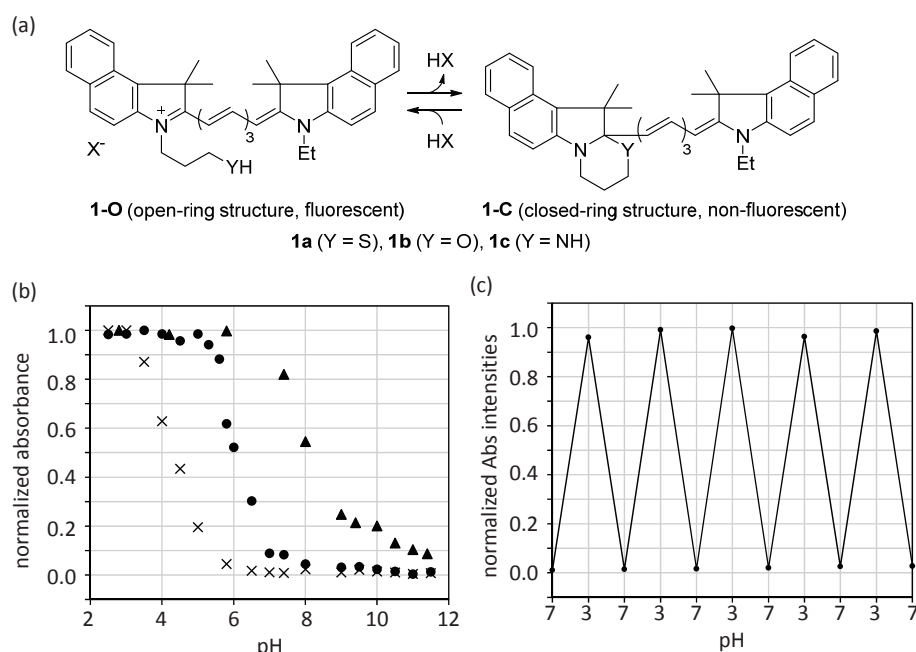 (a)
HX
HX
N
+
3
N
Et
X-
YH
N
Y
3
N
Et
1-O (open-ring structure, fluorescent)
1-C (closed-ring structure, non-fluorescent)
1a (Y = S), 1b (Y = O), 1c (Y = NH)
(b)
normalized absorbance
1.0
0.8
0.6
0.4
0.2
0.0
2 4 6 8 10 12
pH
(c)
normalized Abs intensities
1.0
0.8
0.6
0.4
0.2
0.0
7 3 7 3 7 3 7 3 7 3 7
pH